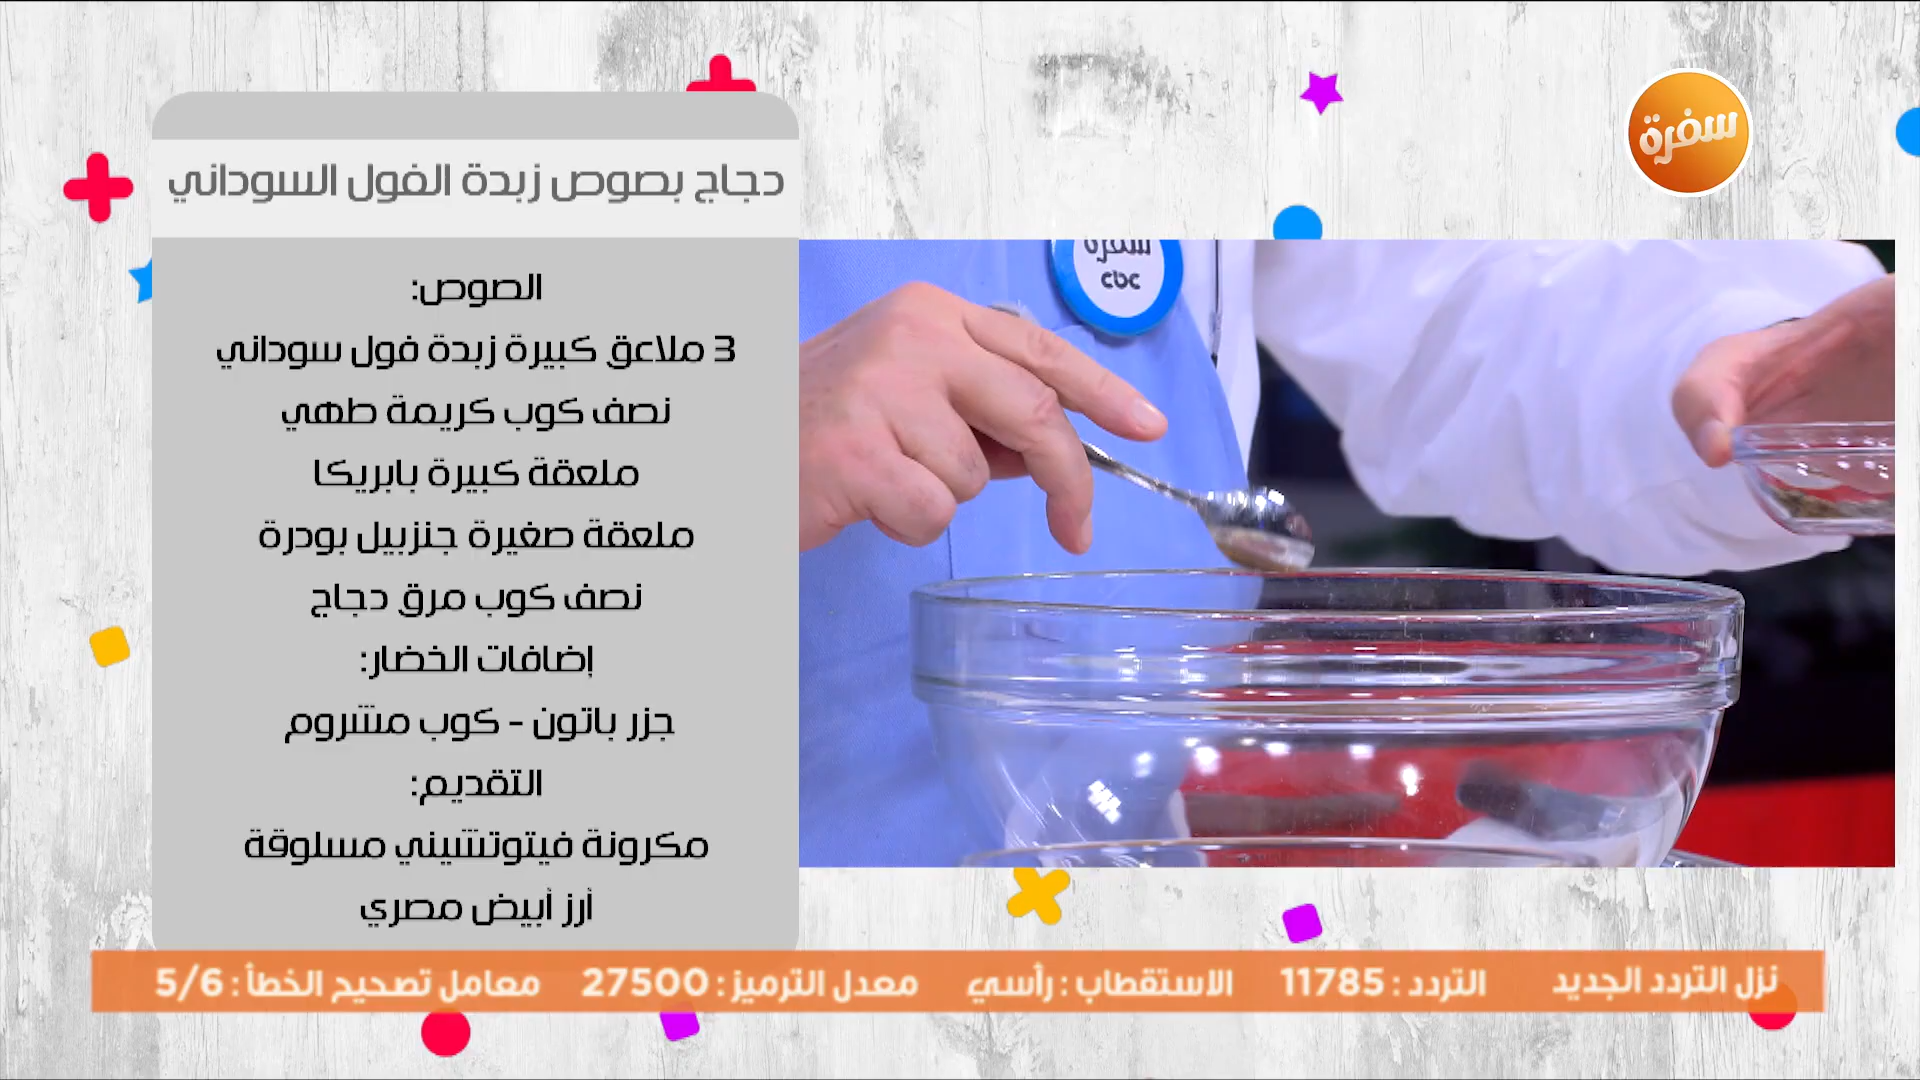 سفرة
دجاج بصوص زبدة الفول السوداني
الصوص:
3 ملاعق كبيرة زبدة فول سوداني
نصف كوب كريمة طهي
ملعقة كبيرة بابريكا
ملعقة صغيرة جنزبيل بودرة
نصف كوب مرق دجاج
إضافات الخضار:
جزر باتون - كوب مشروم
التقديم:
مكرونة فيتوتشيني مسلوقة
أرز أبيض مصري
سفرة
cbc
نزل التردد الجديد التردد : 11785 الاستقطاب : رأسي معدل الترميز : 27500 معامل تصحيح الخطأ : 5/6